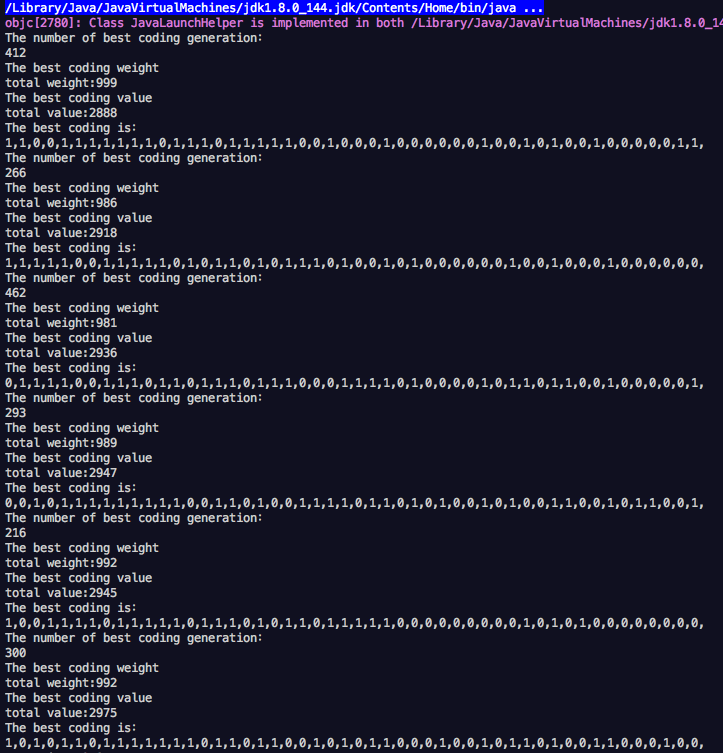 /Library/Java/JavaVirtualMachines/jdk1.8.0_144.jdk/Contents/Home/bin/java ...
objc[2780]: Class JavaLaunchHelper is implemented in both /Library/Java/JavaVirtualMachines/jdk1.8.0_14
The number of best coding generation:
412
The best coding weight
total weight:999
The best coding value
total value:2888
The best coding is:
1,1,0,0,1,1,1,1,1,1,1,0,1,1,1,0,1,1,1,1,1,0,0,1,0,0,0,1,0,0,0,0,0,0,1,0,0,1,0,1,0,0,1,0,0,0,0,0,1,1,
The number of best coding generation:
266
The best coding weight
total weight:986
The best coding value
total value:2918
The best coding is:
1,1,1,1,1,0,0,1,1,1,1,1,0,1,0,1,1,0,1,0,1,1,1,0,1,0,0,1,0,1,0,0,0,0,0,0,1,0,0,1,0,0,0,1,0,0,0,0,0,0,
The number of best coding generation:
462
The best coding weight
total weight:981
The best coding value
total value:2936
The best coding is:
0,1,1,1,1,0,0,1,1,1,0,1,1,0,1,1,1,0,1,1,1,0,0,0,1,1,1,1,0,1,0,0,0,0,1,0,1,1,0,1,1,0,1,0,0,0,0,0,1,
The number of best coding generation:
293
The best coding weight
total weight:989
The best coding value
total value:2947
The best coding is:
0,0,1,0,1,1,1,1,1,1,1,1,1,0,0,1,1,0,1,0,0,1,1,1,1,0,1,1,0,1,0,1,0,0,1,0,1,0,0,1,1,0,0,1,0,1,1,0,0,1,
The number of best coding generation:
216
The best coding weight
total weight:992
The best coding value
total value:2945
The best coding is:
1,0,0,1,1,1,1,0,1,1,1,1,1,0,1,1,1,0,1,0,1,1,0,1,1,1,1,1,0,0,0,0,0,0,0,0,0,1,0,1,0,1,0,0,0,0,0,0,0,0,
The number of best coding generation:
300
The best coding weight
total weight:992
The best coding value
total value:2975
The best coding is:
1,0,1,0,1,1,0,1,1,1,1,1,1,1,0,1,1,0,1,1,0,0,1,0,1,0,1,1,0,1,1,0,0,0,1,0,0,1,0,1,1,0,1,0,0,1,1,0,0,0,1,0,0,